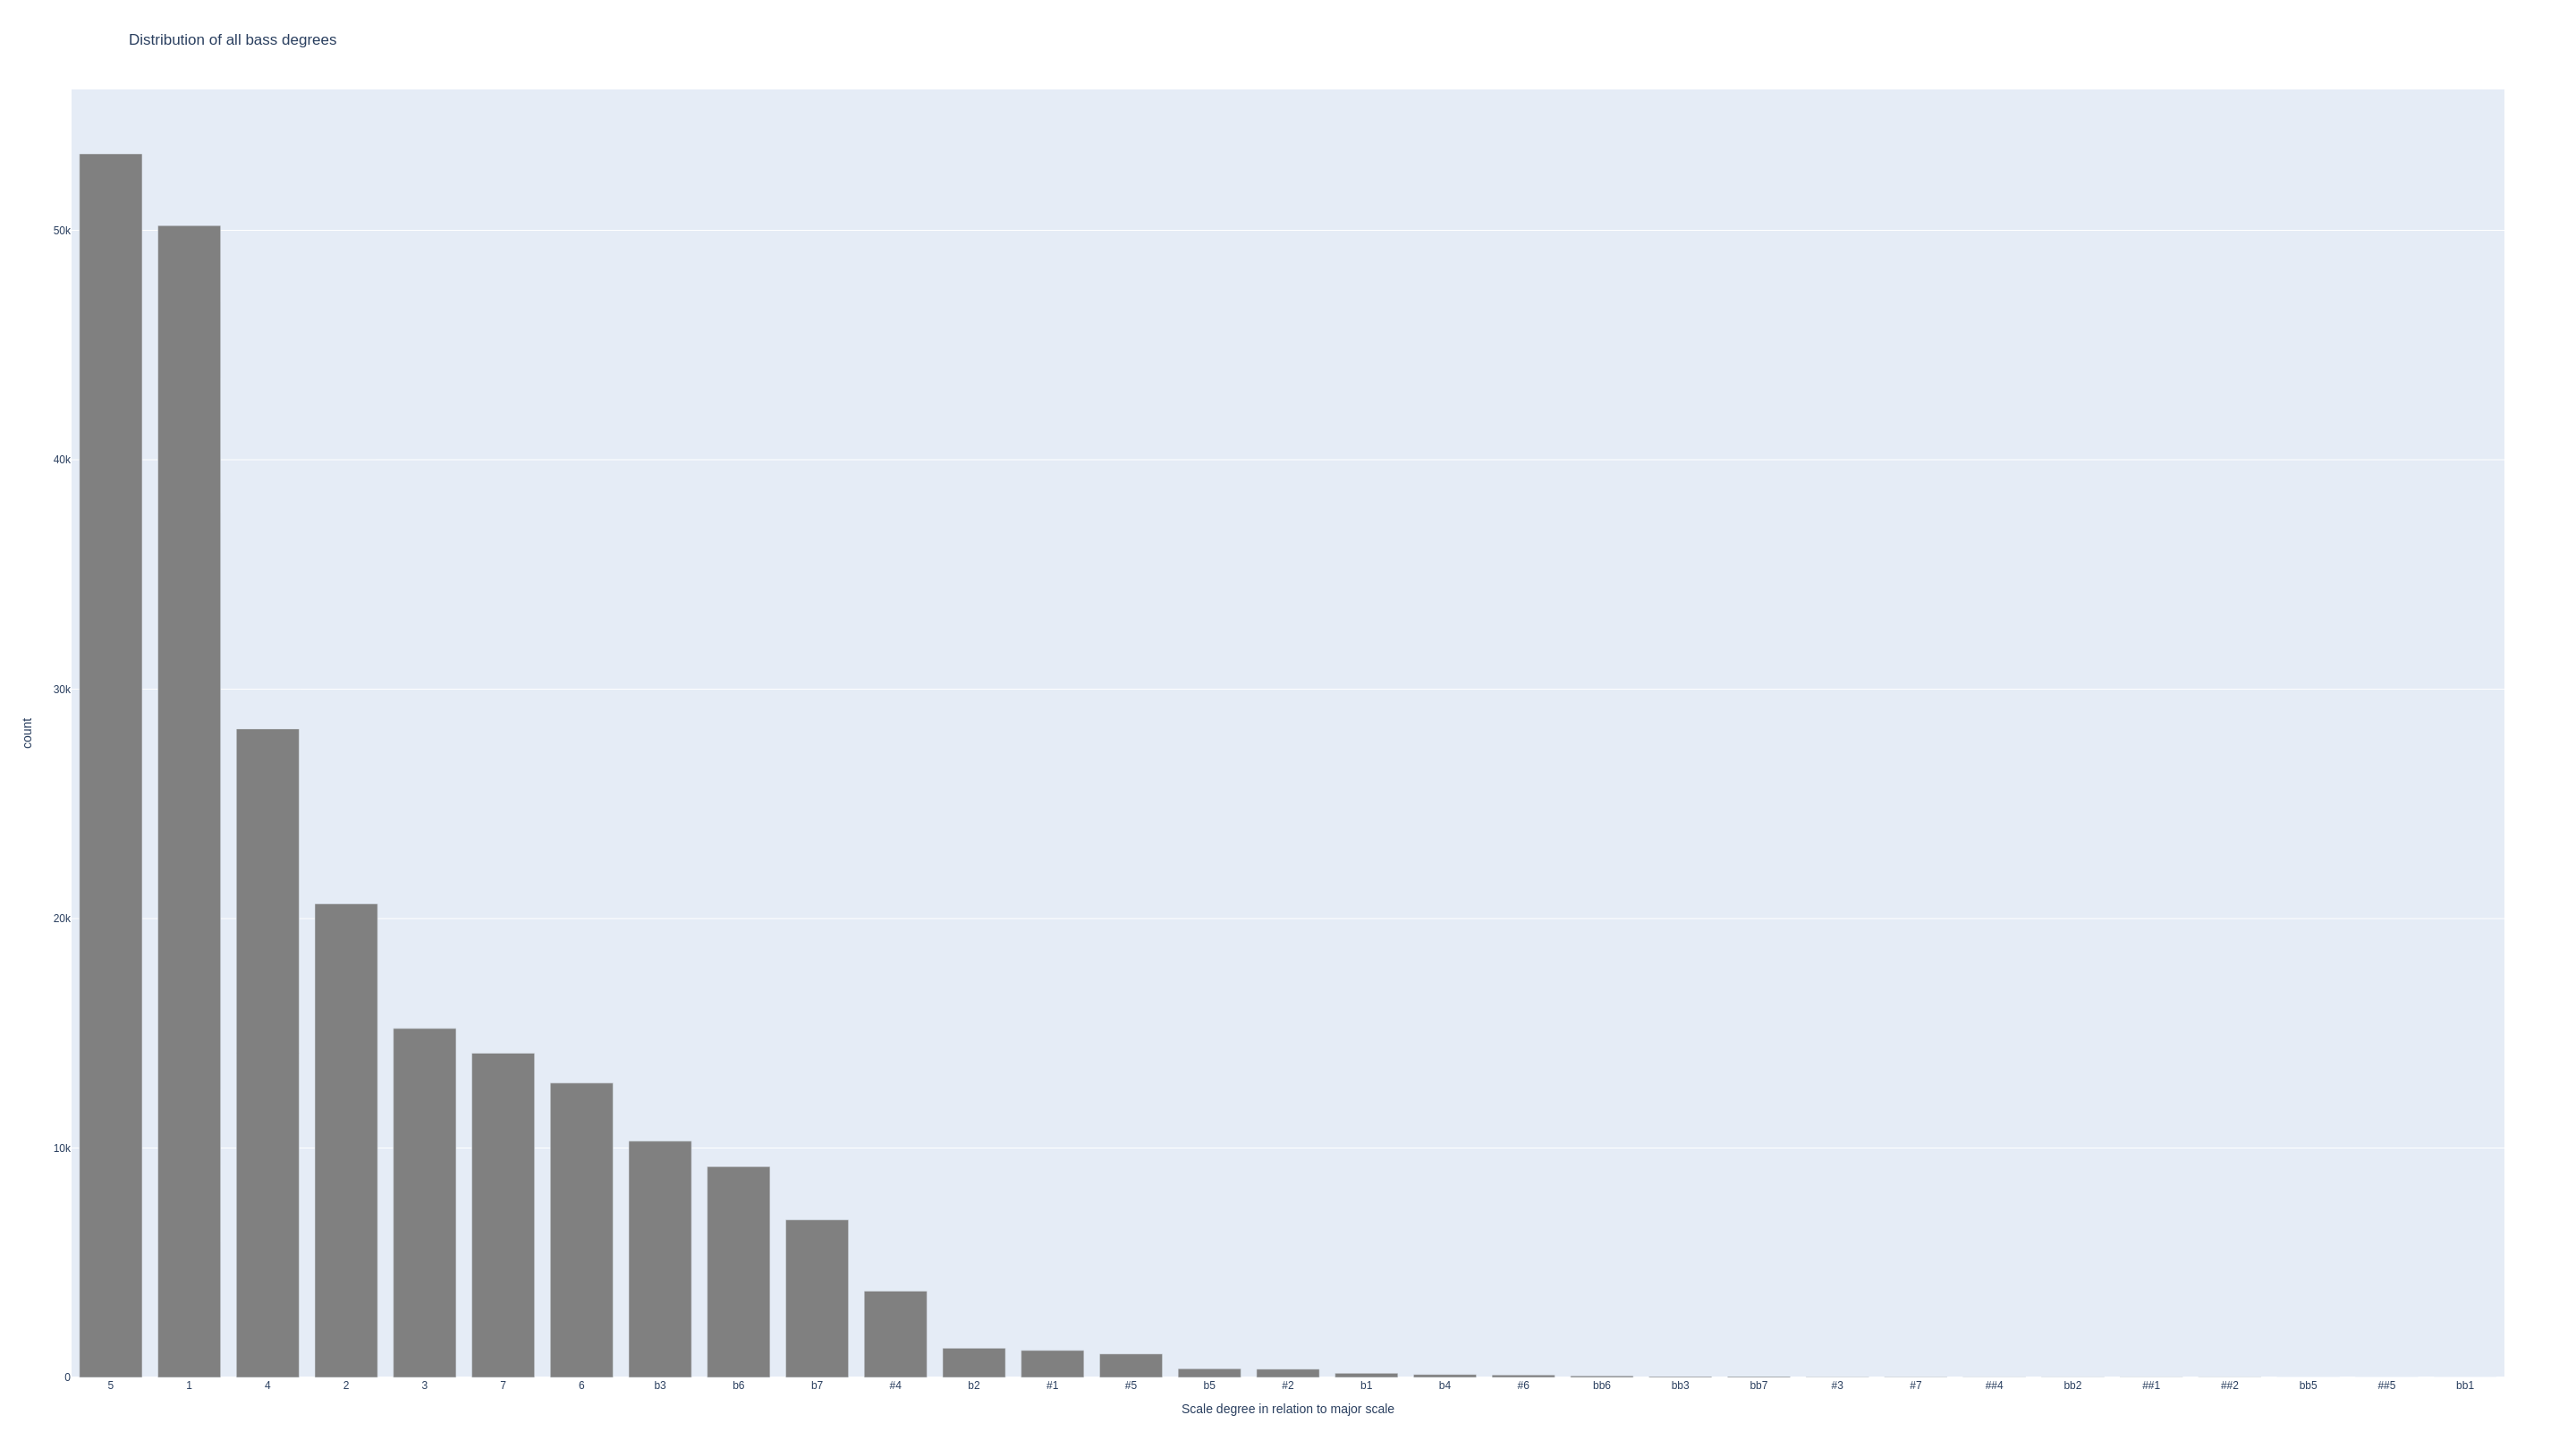 Distribution of all bass degrees
count
50k
40k
30k
20k
10k
0
5 1 4 2 3 7 6 b3 b6 b7 #4 b2 #1 #5 b5 #2 b1 b4 #6 bb6 bb3 bb7 #3 #7 ##4 bb2 ##1 ##2 bb5 ##5 bb1
Scale degree in relation to major scale